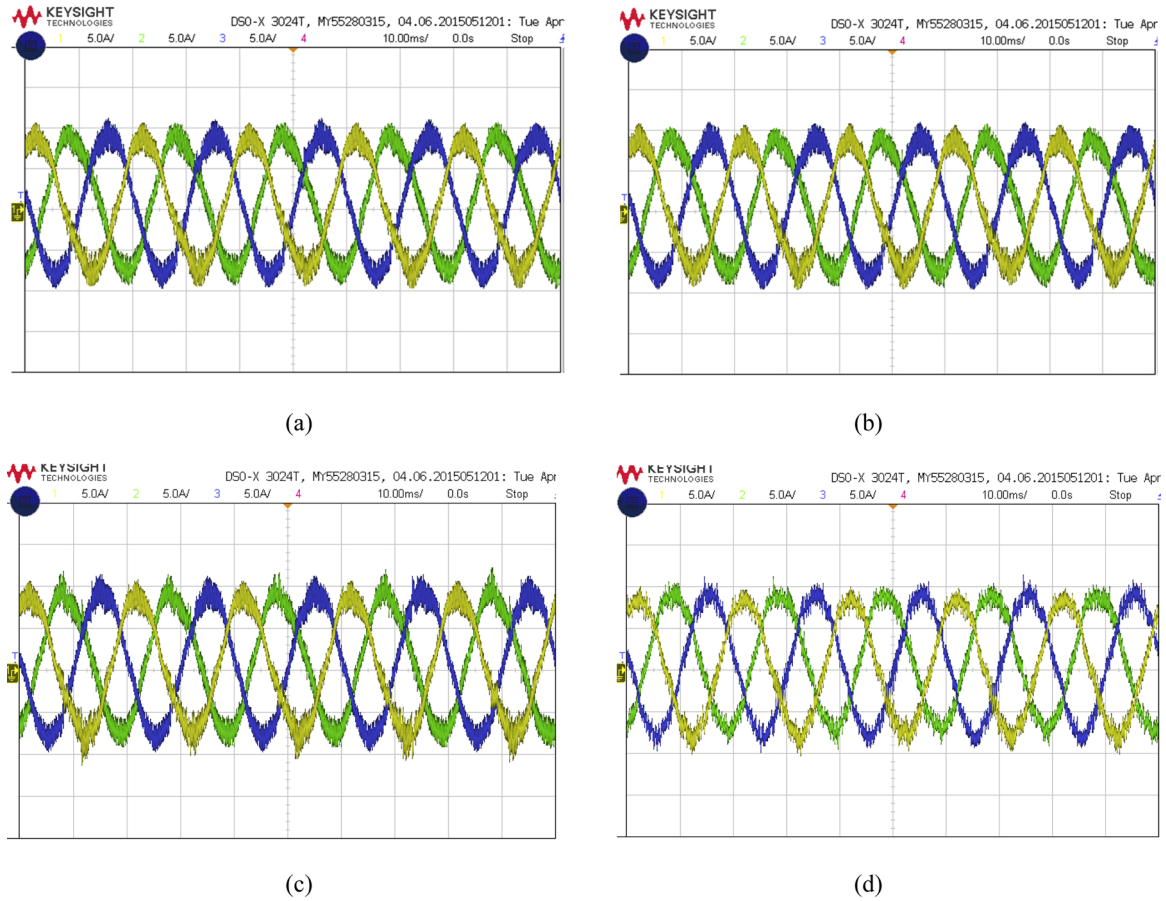 KEYSIGHT
TECHNOLOGIES
DSO-X 3024T, MY55280315, 04.06.2015051201: Tue Apr
1 5.0A/ 2 5.0A/ 3 5.0A/ 4 10.00ms/ 0.0s Stop
T
(a)
KEYSIGHT
TECHNOLOGIES
DSO-X 3024T, MY55280315, 04.06.2015051201: Tue Apr
1 5.0A/ 2 5.0A/ 3 5.0A/ 4 10.00ms/ 0.0s Stop
T
(b)
KEYSIGHT
TECHNOLOGIES
DSO-X 3024T, MY55280315, 04.06.2015051201: Tue Apr
1 5.0A/ 2 5.0A/ 3 5.0A/ 4 10.00ms/ 0.0s Stop
T
(c)
KEYSIGHT
TECHNOLOGIES
DSO-X 3024T, MY55280315, 04.06.2015051201: Tue Apr
1 5.0A/ 2 5.0A/ 3 5.0A/ 4 10.00ms/ 0.0s Stop
T
(d)